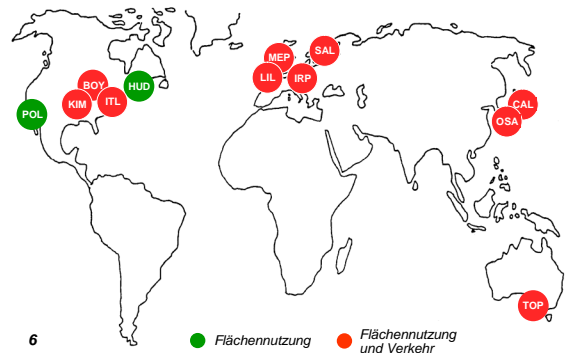 SAL
MEP
LIL
IRP
BOY
HUD
KIM
ITL
POL
CAL
OSA
TOP
6
Flächennutzung
Flächennutzung
und Verkehr